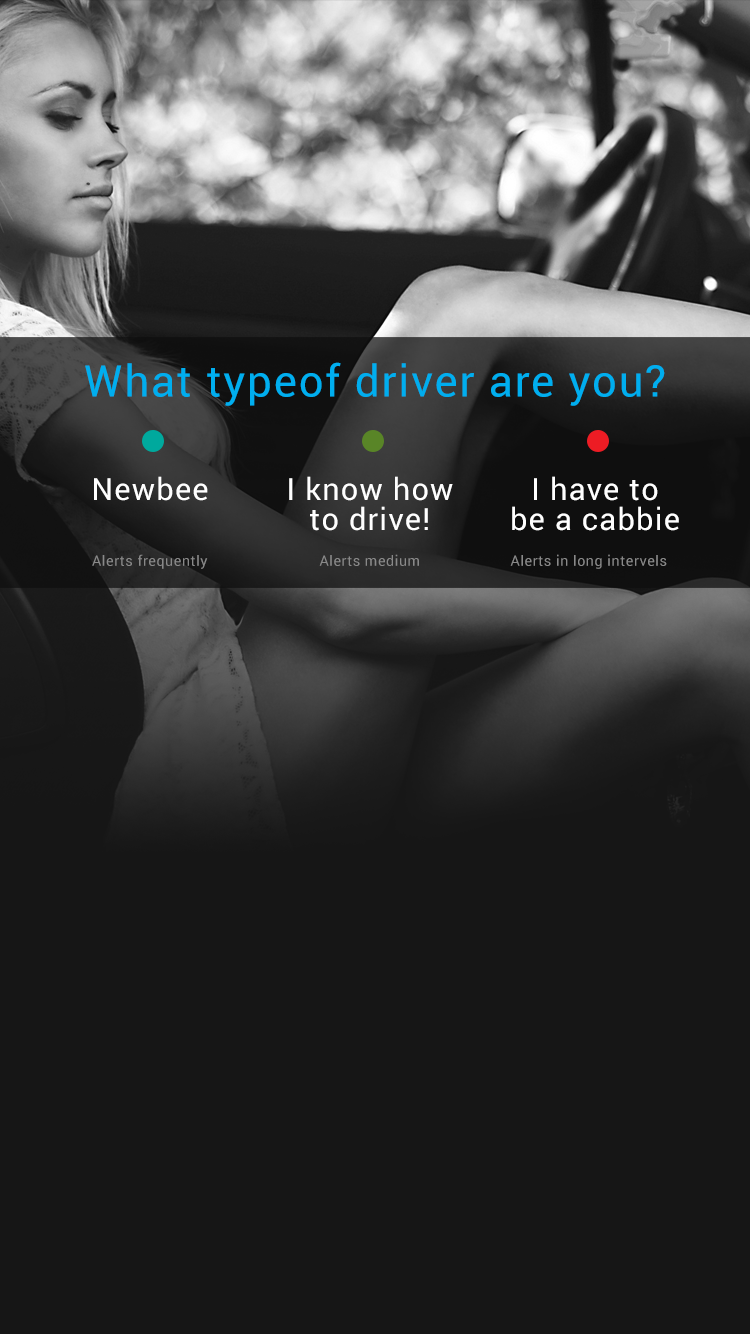 What typeof driver are you?
Newbee
I know how
to drive!
I have to
be a cabbie
Alerts frequently
Alerts medium
Alerts in long intervels